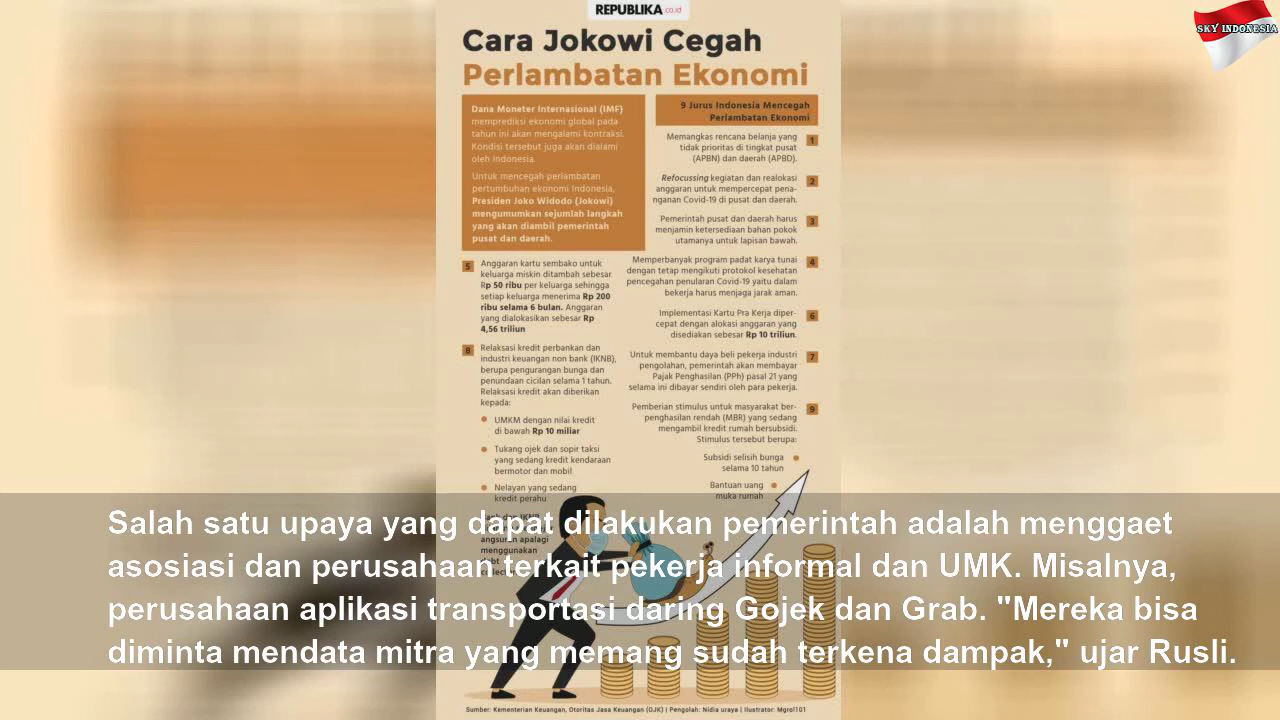 REPUBLIKA.co.id
SKY INDONESIA
Cara Jokowi Cegah
Perlambatan Ekonomi
Dana Moneter Internasional (IMF)
memprediksi ekonomi global pada
tahun ini akan mengalami kontraksi.
Kondisi tersebut juga akan dialami
oleh Indonesia.
Untuk mencegah perlambatan
pertumbuhan ekonomi Indonesia,
Presiden Joko Widodo (Jokowi)
mengumumkan sejumlah langkah
yang akan diambil pemerintah
pusat dan daerah.
9 Jurus Indonesia Mencegah
Perlambatan Ekonomi
1
Memangkas rencana belanja yang
tidak prioritas di tingkat pusat
(APBN) dan daerah (APBD).
2
Refocussing kegiatan dan realokasi
anggaran untuk mempercepat pena-
nganan Covid-19 di pusat dan daerah.
3
Pemerintah pusat dan daerah harus
menjamin ketersediaan bahan pokok
utamanya untuk lapisan bawah.
4
Memperbanyak program padat karya tunai
dengan tetap mengikuti protokol kesehatan
pencegahan penularan Covid-19 yaitu dalam
bekerja harus menjaga jarak aman.
5
Anggaran kartu sembako untuk
keluarga miskin ditambah sebesar
Rp 50 ribu per keluarga sehingga
setiap keluarga menerima Rp 200
ribu selama 6 bulan. Anggaran
yang dialokasikan sebesar Rp
4,56 triliun
6
Implementasi Kartu Pra Kerja diper-
cepat dengan alokasi anggaran yang
disediakan sebesar Rp 10 triliun.
7
Untuk membantu daya beli pekerja industri
pengolahan, pemerintah akan membayar
Pajak Penghasilan (PPh) pasal 21 yang
selama ini dibayar sendiri oleh para pekerja.
8
Relaksasi kredit perbankan dan
industri keuangan non bank (IKNB),
berupa pengurangan bunga dan
penundaan cicilan selama 1 tahun.
Relaksasi kredit akan diberikan
kepada:
UMKM dengan nilai kredit
di bawah Rp 10 miliar
Tukang ojek dan sopir taksi
yang sedang kredit kendaraan
bermotor dan mobil
Nelayan yang sedang
kredit perahu
angsuran apalagi
menggunakan
9
Pemberian stimulus untuk masyarakat ber-
penghasilan rendah (MBR) yang sedang
mengambil kredit rumah bersubsidi.
Stimulus tersebut berupa:
Subsidi selisih bunga
selama 10 tahun
Bantuan uang
muka rumah
Salah satu upaya yang dapat dilakukan pemerintah adalah menggaet
asosiasi dan perusahaan terkait pekerja informal dan UMK. Misalnya,
perusahaan aplikasi transportasi daring Gojek dan Grab. "Mereka bisa
diminta mendata mitra yang memang sudah terkena dampak," ujar Rusli.
Sumber: Kementerian Keuangan, Otoritas Jasa Keuangan (OJK) | Pengolah: Nidia uraya | Ilustrator: Mgrol101